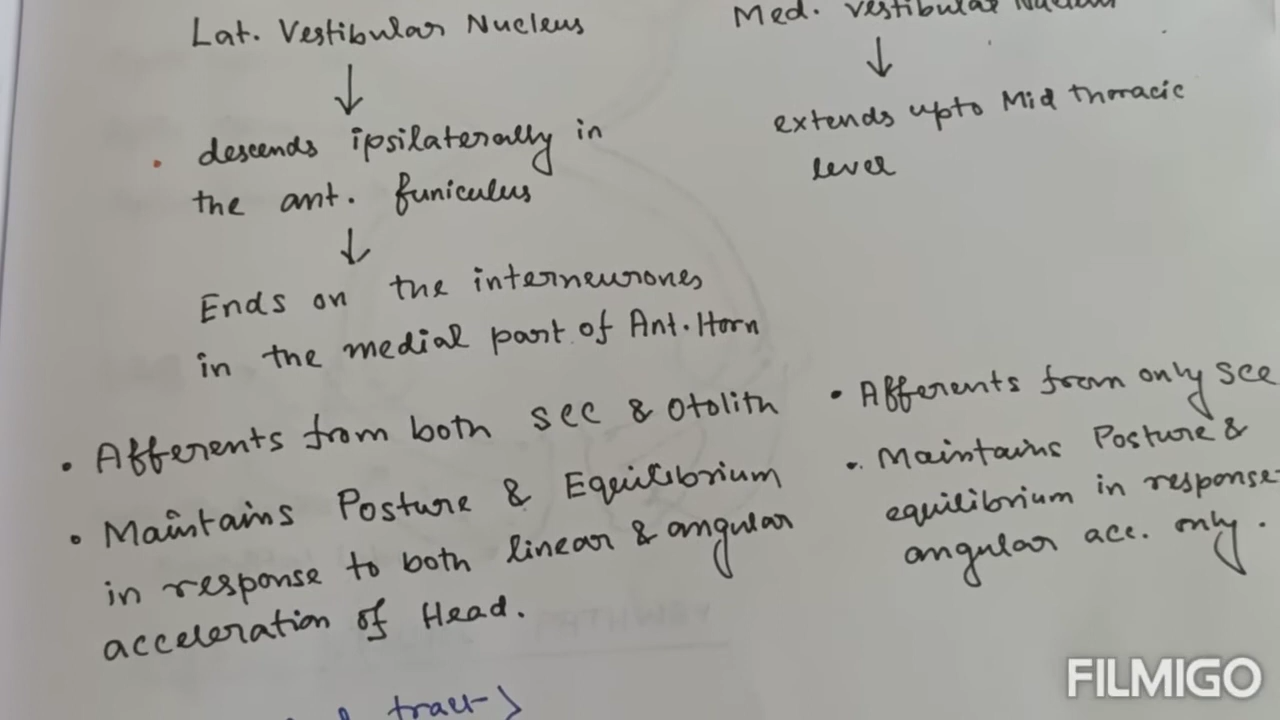 Lat. Vestibular Nucleus
↓
descends ipsilaterally in
the ant. funiculus
↓
Ends on the interneurones
in the medial part of Ant. Horn
• Afferents from both SCC & Otolith
• Maintains Posture & Equilibrium
in response to both linear & angular
acceleration of Head.
Med. Vestibular Nucleus
↓
extends upto Mid thoracic
level
• Afferents from only SCC
• Maintains Posture &
equilibrium in response
angular acc. only.
tract
FILMIGO